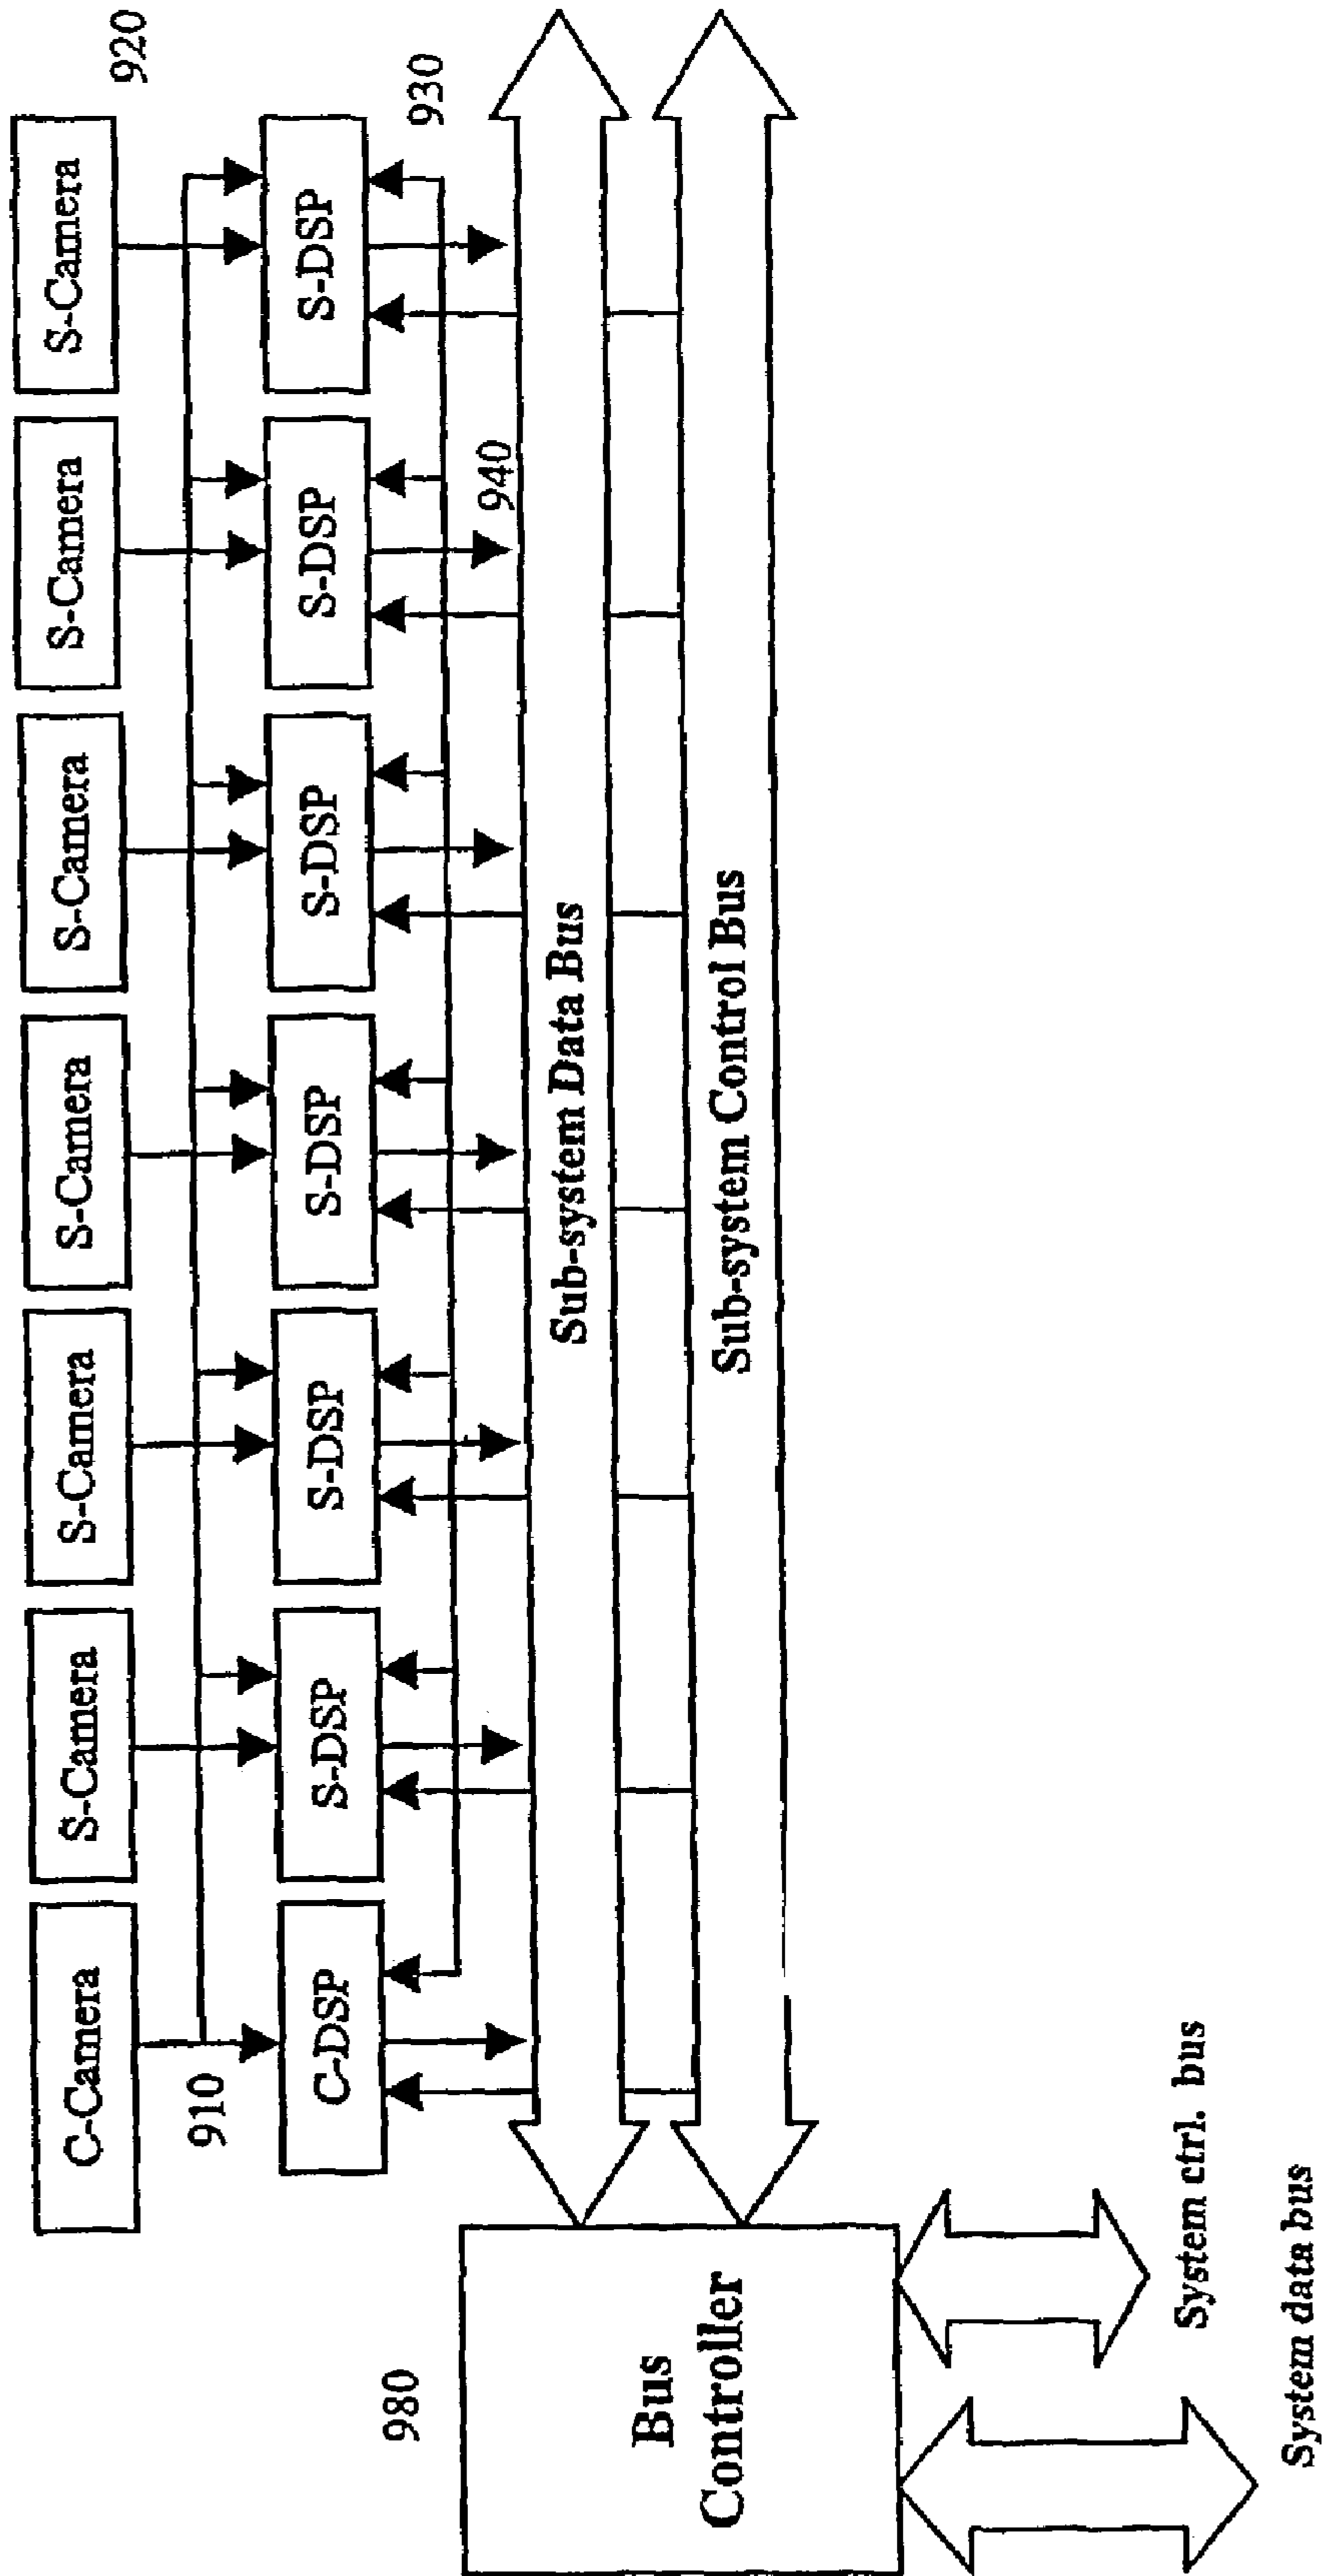 C-Camera
S-Camera
S-Camera
S-Camera
S-Camera
S-Camera
S-Camera
920
910
C-DSP
S-DSP
S-DSP
S-DSP
S-DSP
S-DSP
S-DSP
930
940
980
Sub-system Data Bus
Sub-system Control Bus
Bus
Controller
System ctrl. bus
System data bus